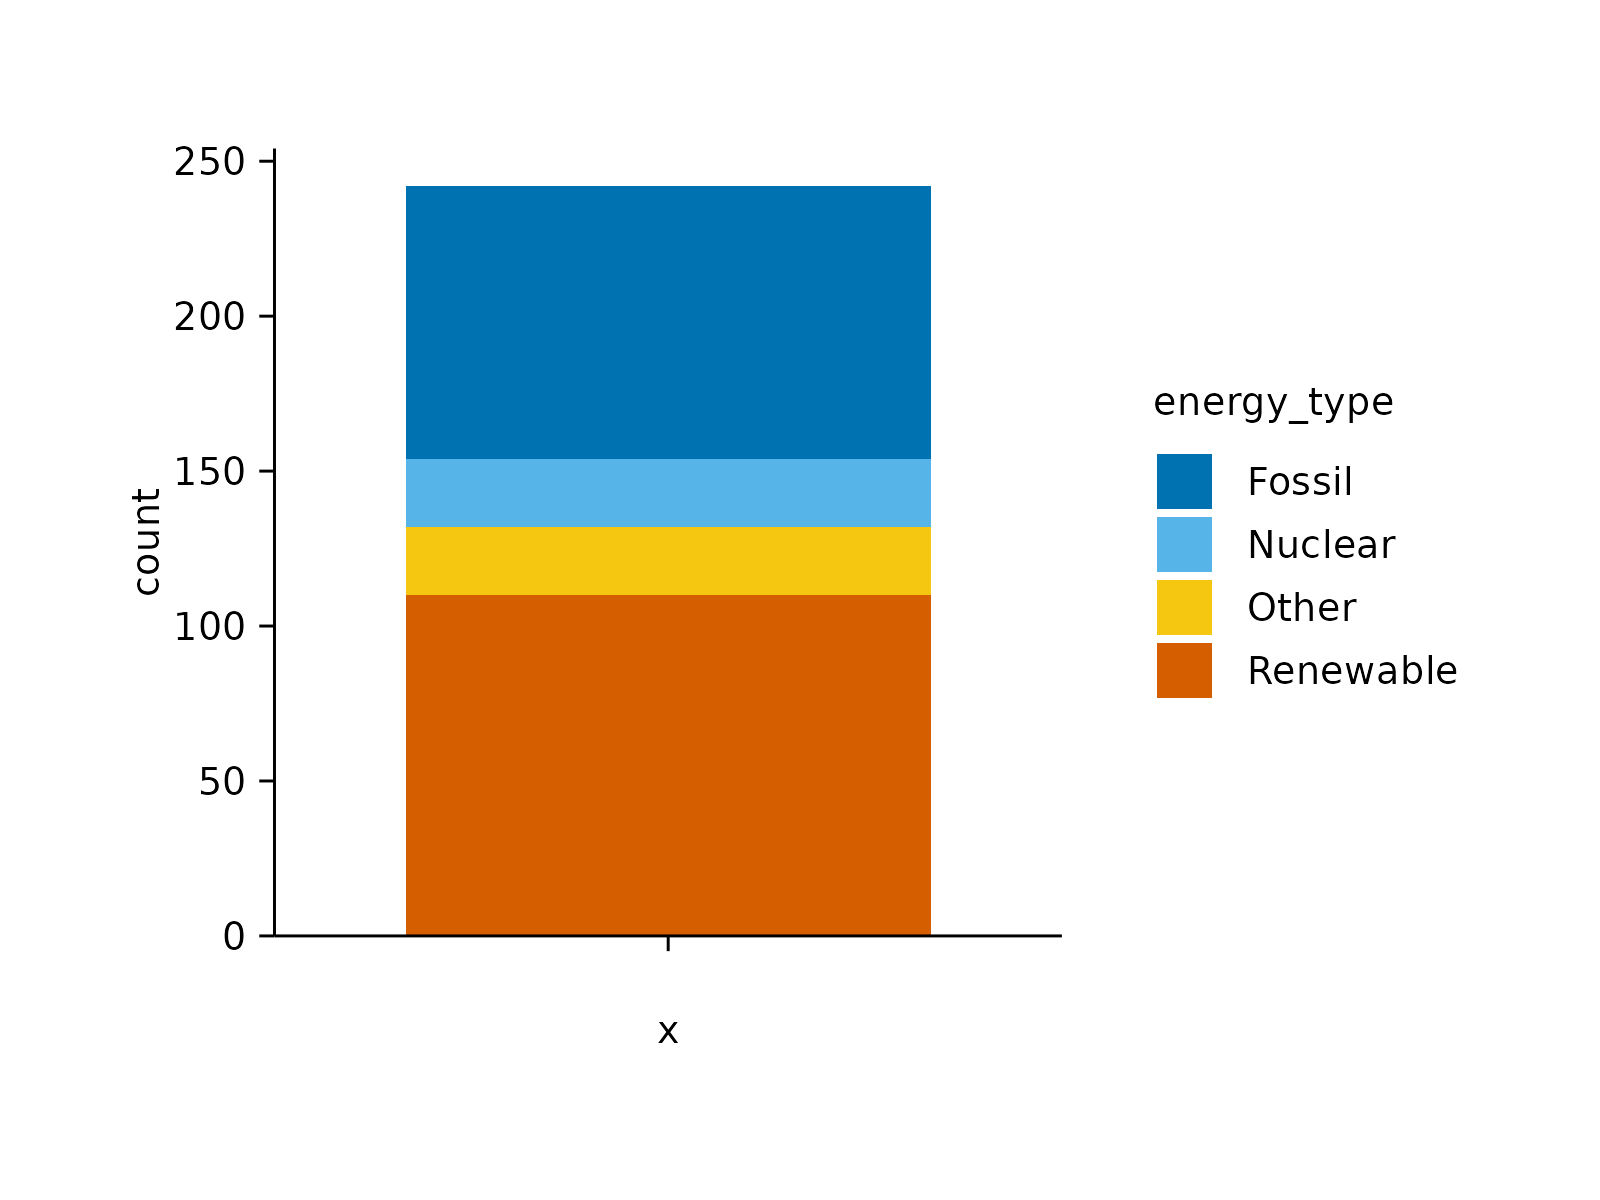 250
200
150
100
50
0
count
x
energy_type
Fossil
Nuclear
Other
Renewable